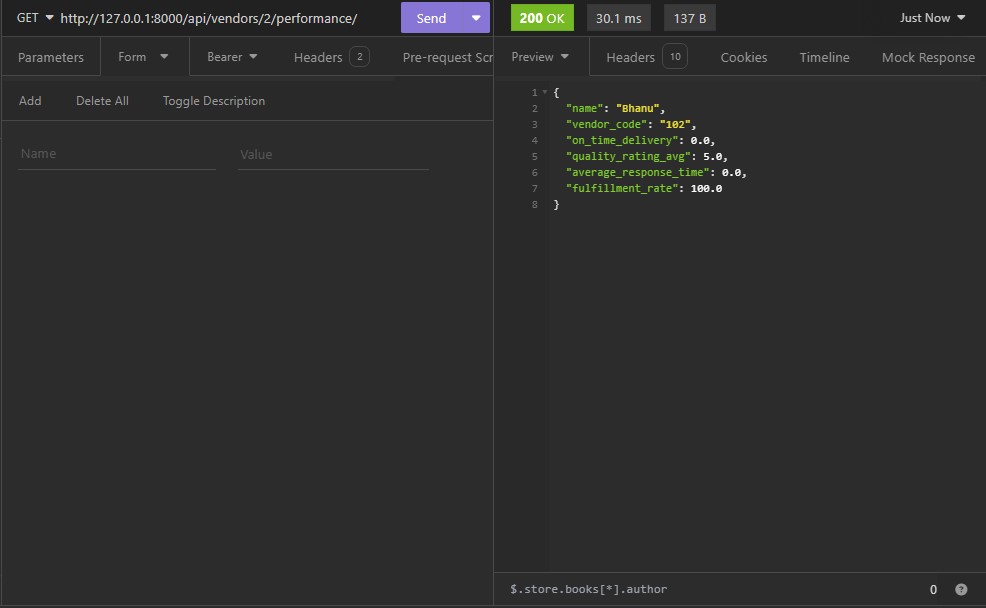 GET http://127.0.0.1:8000/api/vendors/2/performance/ Send 200 OK 30.1 ms 137 B Just Now
Parameters Form Bearer Headers 2 Pre-request Scr Preview Headers 10 Cookies Timeline Mock Response
Add Delete All Toggle Description
Name Value
1 {
2 "name": "Bhanu",
3 "vendor_code": "102",
4 "on_time_delivery": 0.0,
5 "quality_rating_avg": 5.0,
6 "average_response_time": 0.0,
7 "fulfillment_rate": 100.0
8 }
$.store.books[*].author 0 ?